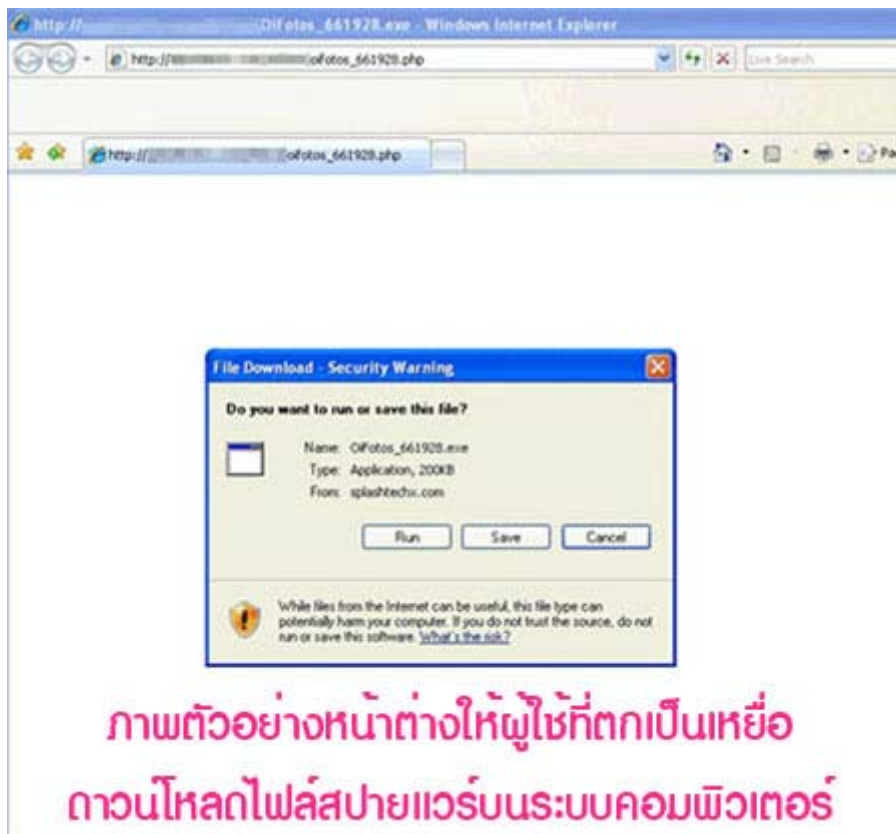 http:// OiFotos_661928.exe - Windows Internet Explorer
http:// oifotos_661928.php
Live Search
http:// oifotos_661928.php
Pa
File Download - Security Warning
Do you want to run or save this file?
Name: OiFotos_661928.exe
Type: Application, 200KB
From: splashtechx.com
Run Save Cancel
While files from the Internet can be useful, this file type can
potentially harm your computer. If you do not trust the source, do not
run or save this software. What's the risk?
ภาพตัวอย่างหน้าต่างให้ผู้ใช้ที่ตกเป็นเหยื่อ
ดาวน์โหลดไฟล์สปายแวร์บนระบบคอมพิวเตอร์